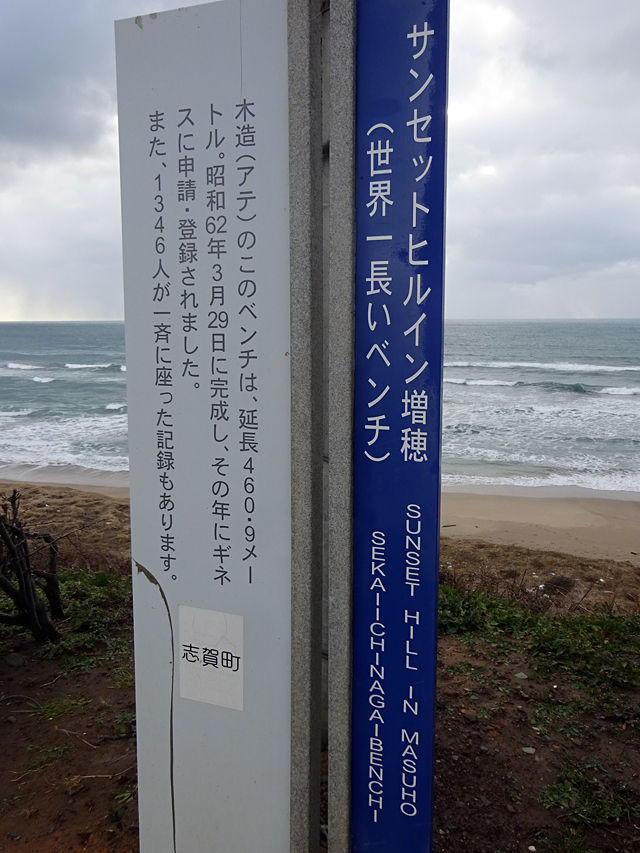 サンセットヒルイン増穂
(世界一長いベンチ)
SUNSET HILL IN MASUHO
SEKAIICHINAGAIBENCHI
木造(アテ)のこのベンチは、延長460・9メー
トル。昭和62年3月29日に完成し、その年にギネ
スに申請・登録されました。
また、1346人が一斉に座った記録もあります。
志賀町